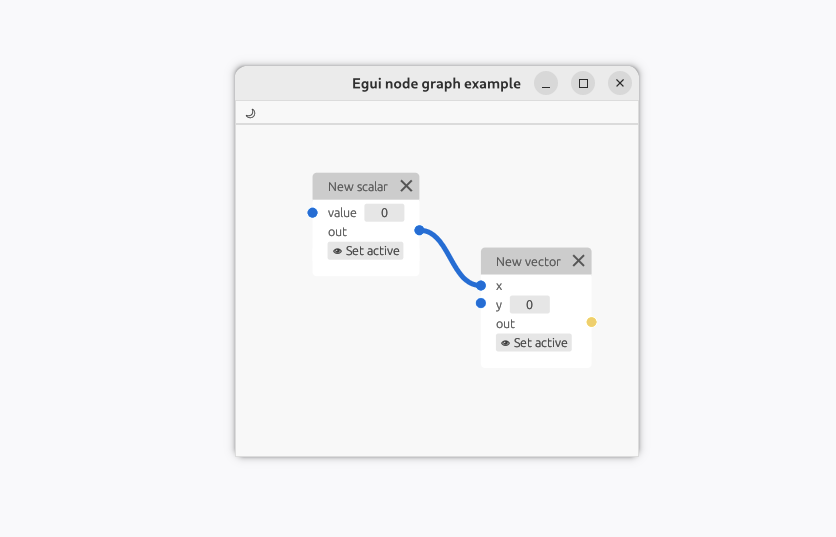 Egui node graph example
New scalar
value 0
out
Set active
New vector
x
y 0
out
Set active